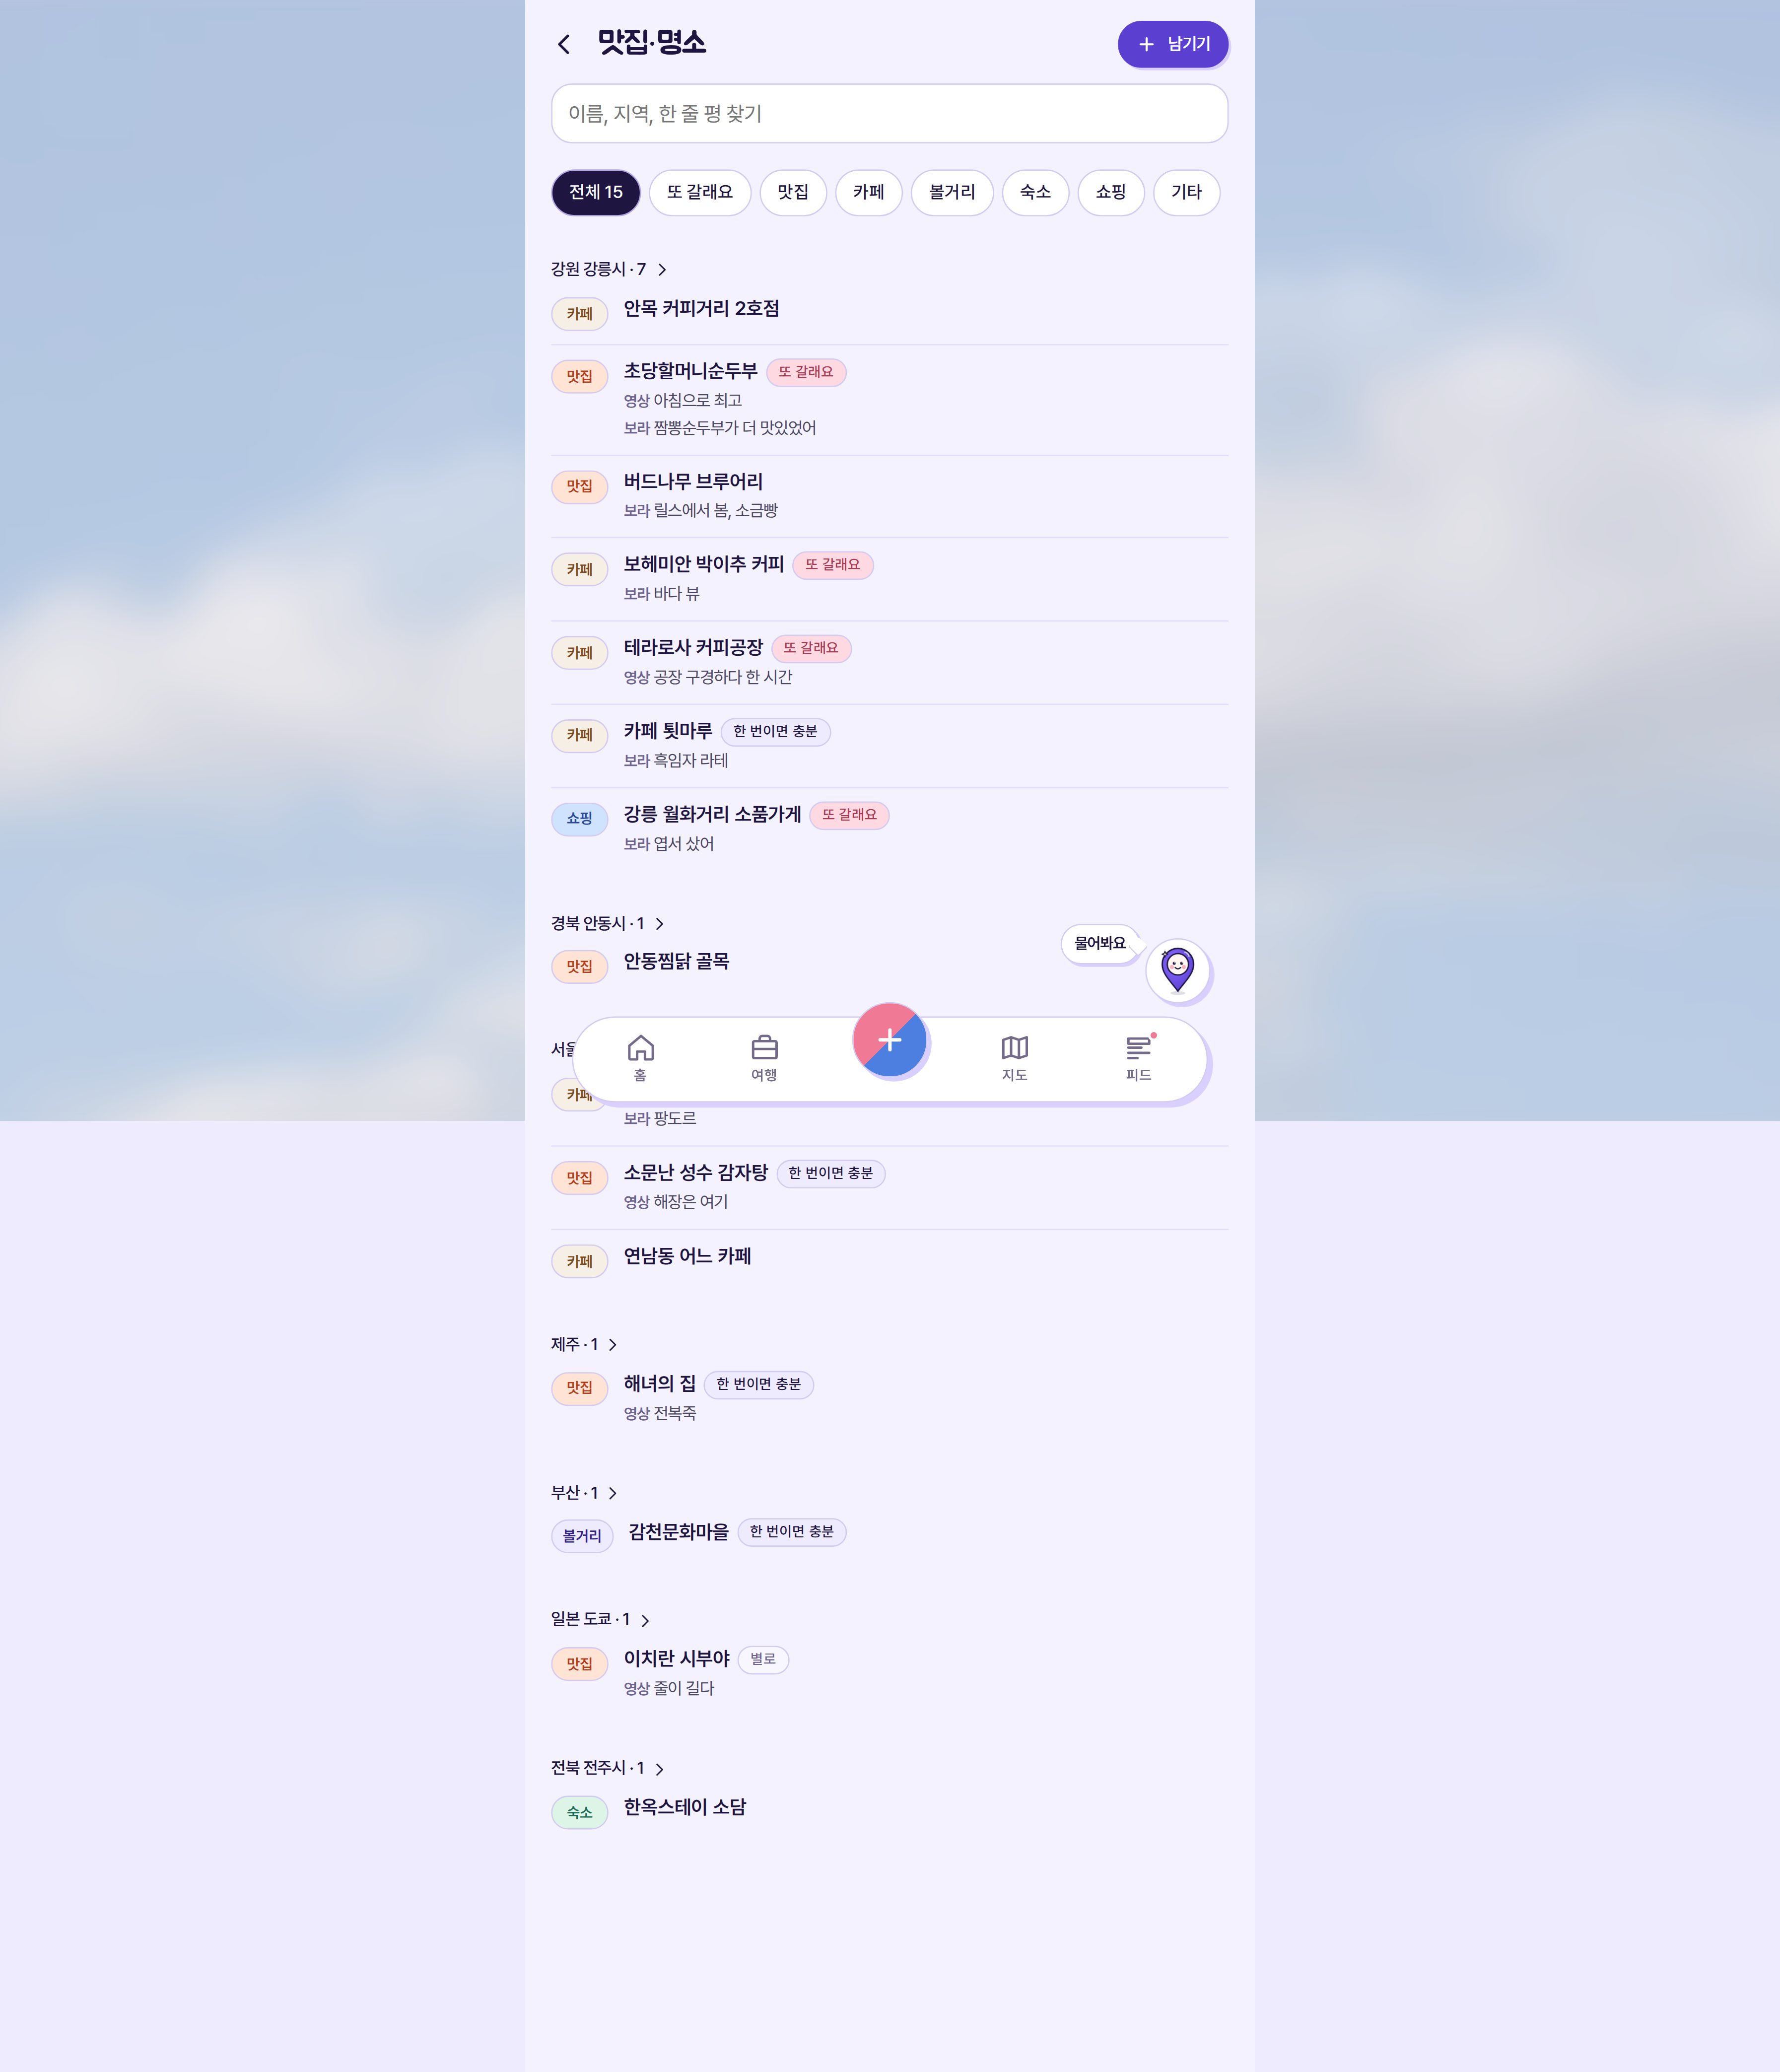 맛집·명소
+ 남기기
이름, 지역, 한 줄 평 찾기
전체 15 또 갈래요 맛집 카페 볼거리 숙소 쇼핑 기타
강원 강릉시 · 7
카페 안목 커피거리 2호점
맛집 초당할머니순두부 또 갈래요
영상 아침으로 최고
보라 짬뽕순두부가 더 맛있었어
맛집 버드나무 브루어리
보라 릴스에서 봄, 소금빵
카페 보헤미안 박이추 커피 또 갈래요
보라 바다 뷰
카페 테라로사 커피공장 또 갈래요
영상 공장 구경하다 한 시간
카페 카페 툇마루 한 번이면 충분
보라 흑임자 라테
쇼핑 강릉 월화거리 소품가게 또 갈래요
보라 엽서 샀어
경북 안동시 · 1
물어봐요
맛집 안동찜닭 골목
홈 여행 지도 피드
카페
보라 팡도르
맛집 소문난 성수 감자탕 한 번이면 충분
영상 해장은 여기
카페 연남동 어느 카페
제주 · 1
맛집 해녀의 집 한 번이면 충분
영상 전복죽
부산 · 1
볼거리 감천문화마을 한 번이면 충분
일본 도쿄 · 1
맛집 이치란 시부야 별로
영상 줄이 길다
전북 전주시 · 1
숙소 한옥스테이 소담